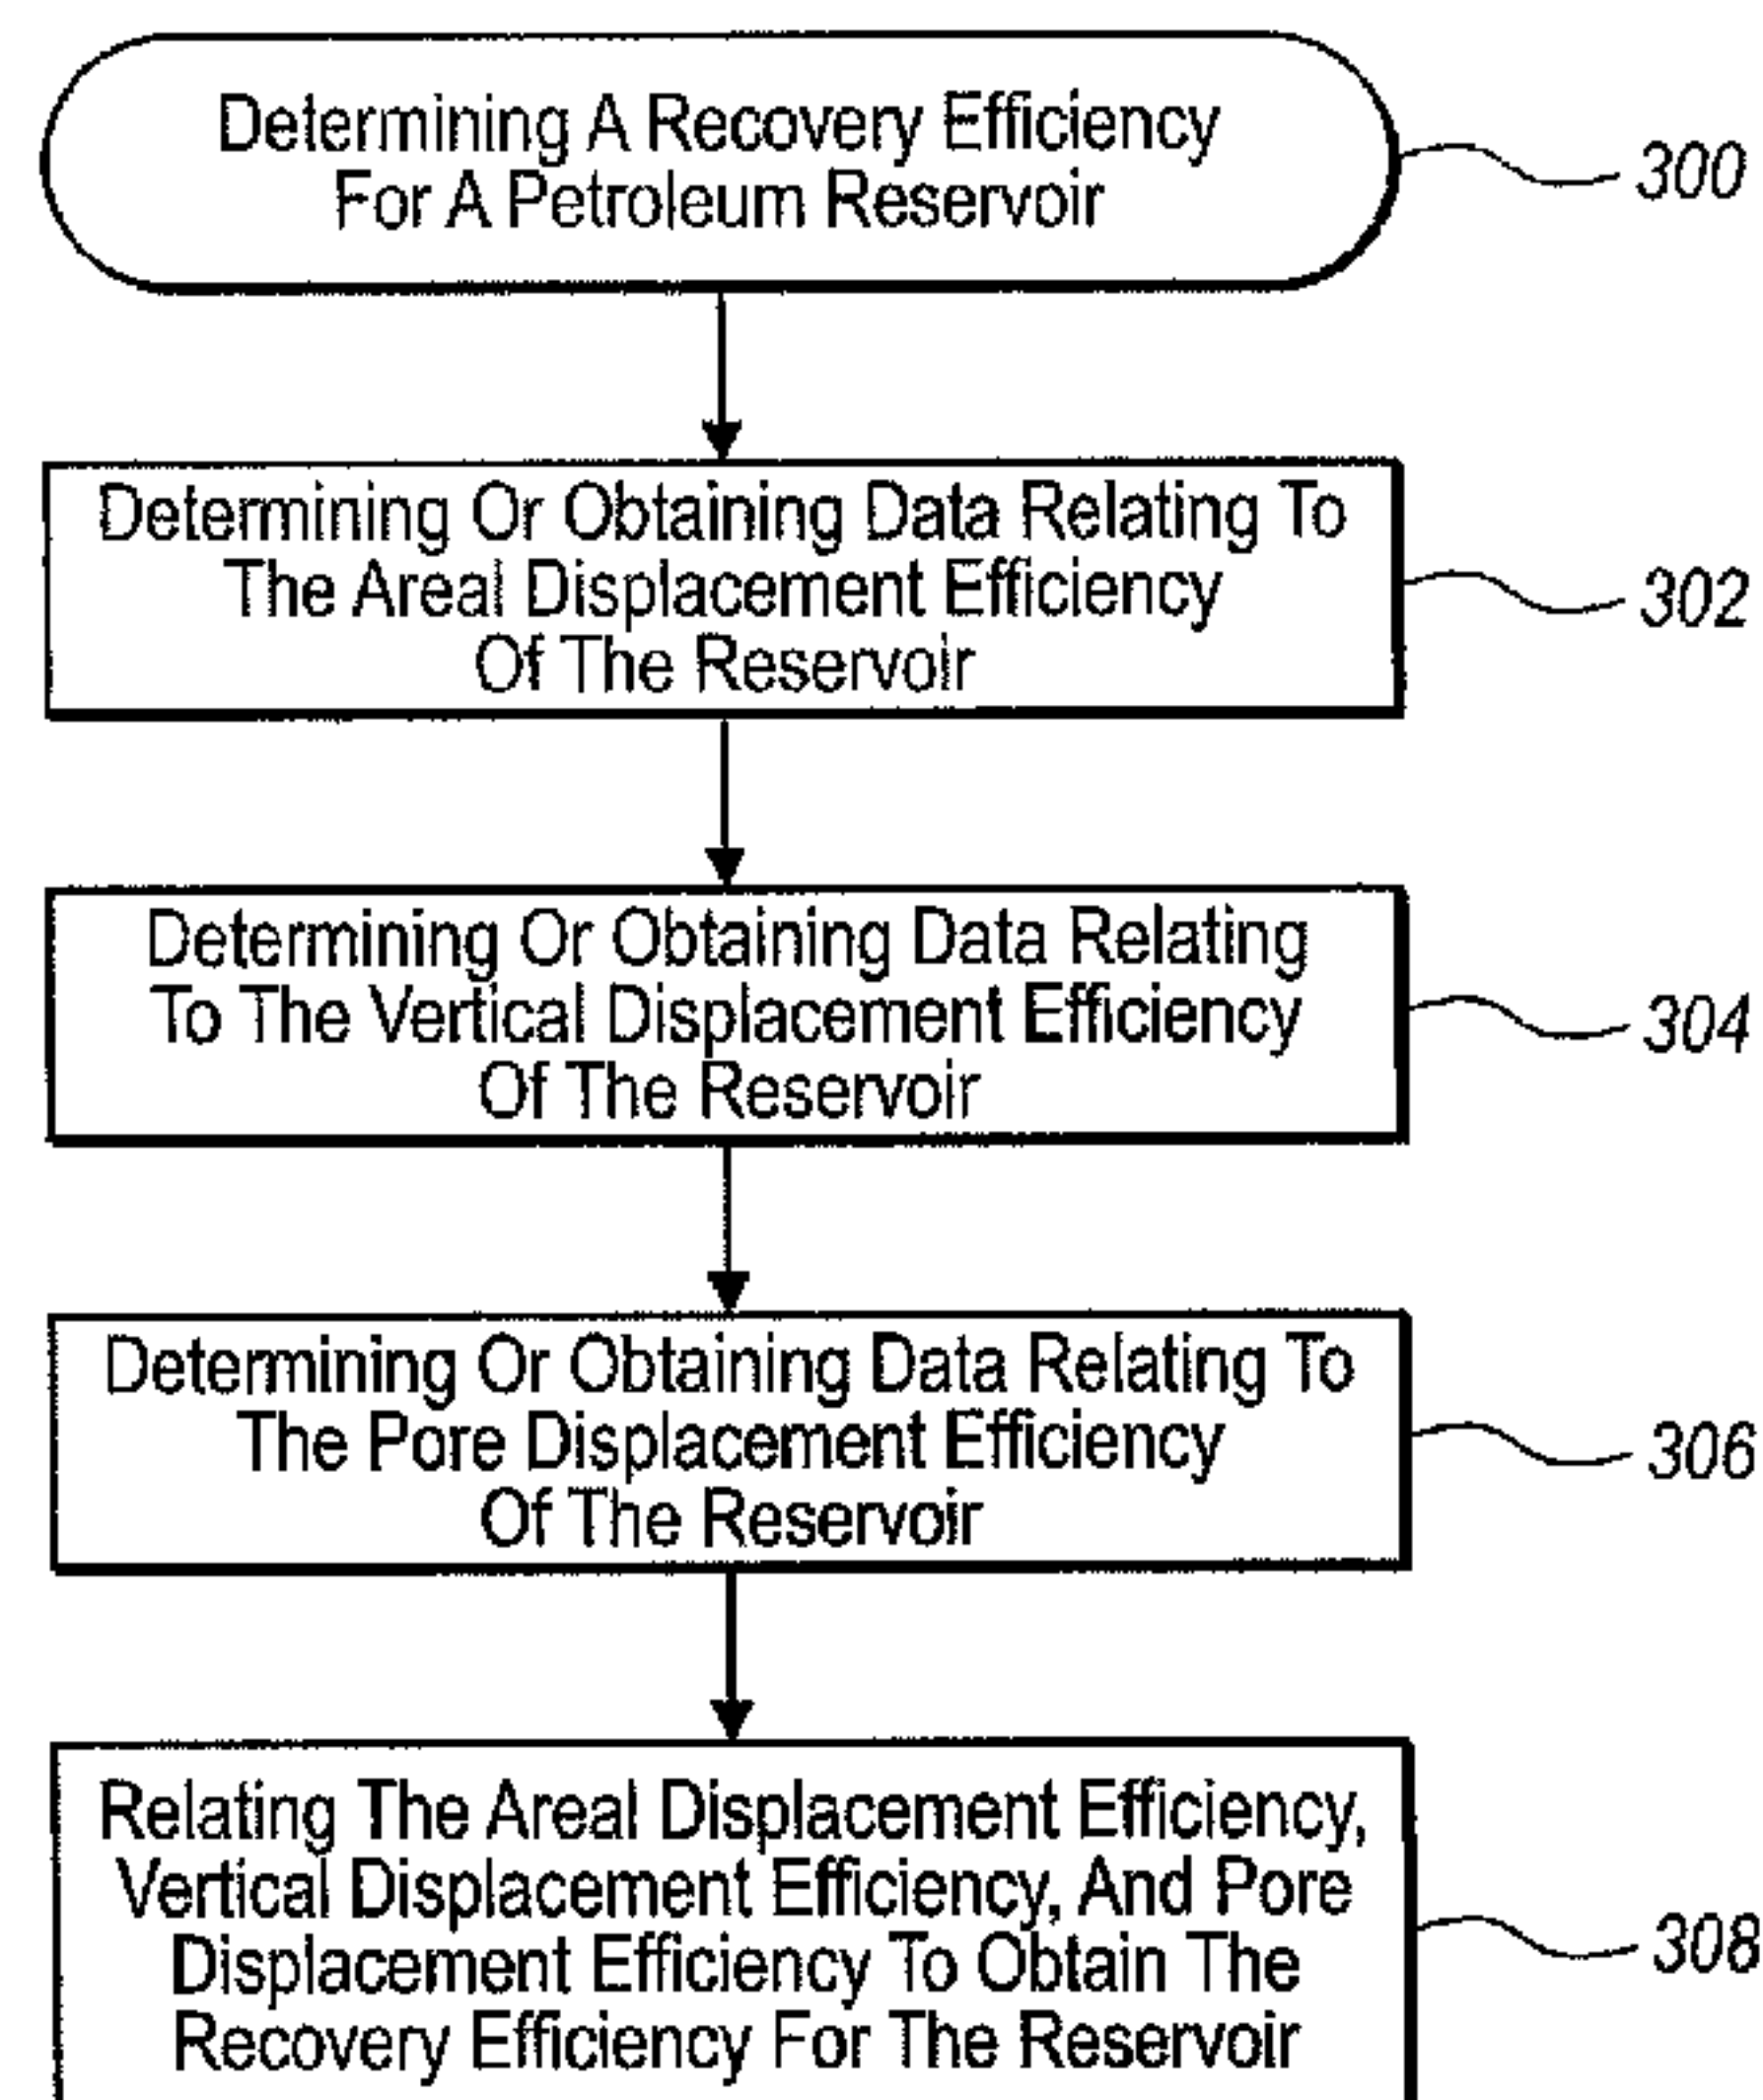 Determining A Recovery Efficiency
For A Petroleum Reservoir
300
Determining Or Obtaining Data Relating To
The Areal Displacement Efficiency
Of The Reservoir
302
Determining Or Obtaining Data Relating
To The Vertical Displacement Efficiency
Of The Reservoir
304
Determining Or Obtaining Data Relating To
The Pore Displacement Efficiency
Of The Reservoir
306
Relating The Areal Displacement Efficiency,
Vertical Displacement Efficiency, And Pore
Displacement Efficiency To Obtain The
Recovery Efficiency For The Reservoir
308